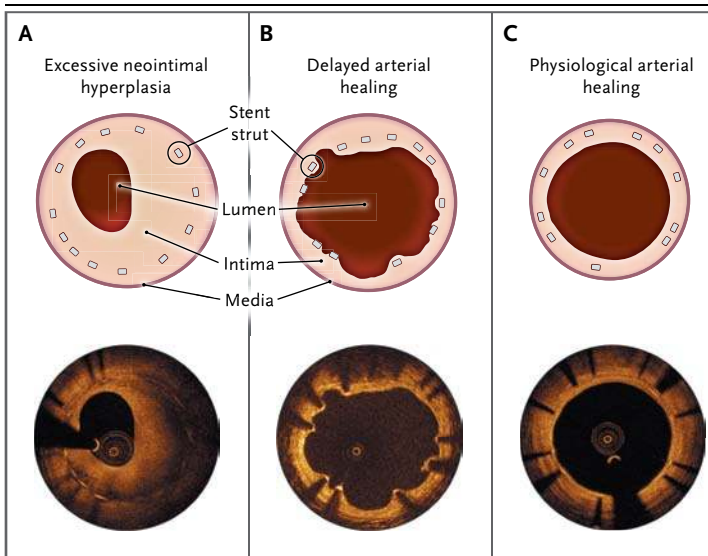 A
Excessive neointimal
hyperplasia
B
Delayed arterial
healing
C
Physiological arterial
healing
Stent
strut
Lumen
Intima
Media